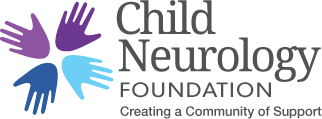 Child
Neurology
FOUNDATION
Creating a Community of Support